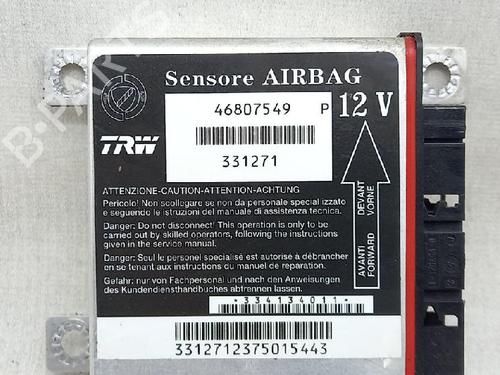 Sensore AIRBAG
46807549 P
12 V
331271
TRW
ATTENZIONE-CAUTION-ATTENTION-ACHTUNG
Pericolo! Non scollegare se non da personale special izzato
e seguendo le istruzioni del manuale di assistenza tecnica.
Danger: Do not disconnect! This operation is only to be
carried out by skilled operators, following the instructions
given in the service manual.
Danger: Seul le personel spécialisé est autorisé à débrancher
en se tenant aux instructions du manuel de reparation.
Gefahr: nur von Fachpersonal und nach den Anweisungen
des Kundendiensthandbuches abtrennen lassen.
AVANTI DEVANT
FORWARD VORNE
334134011
3312712375015443
B-PARTS